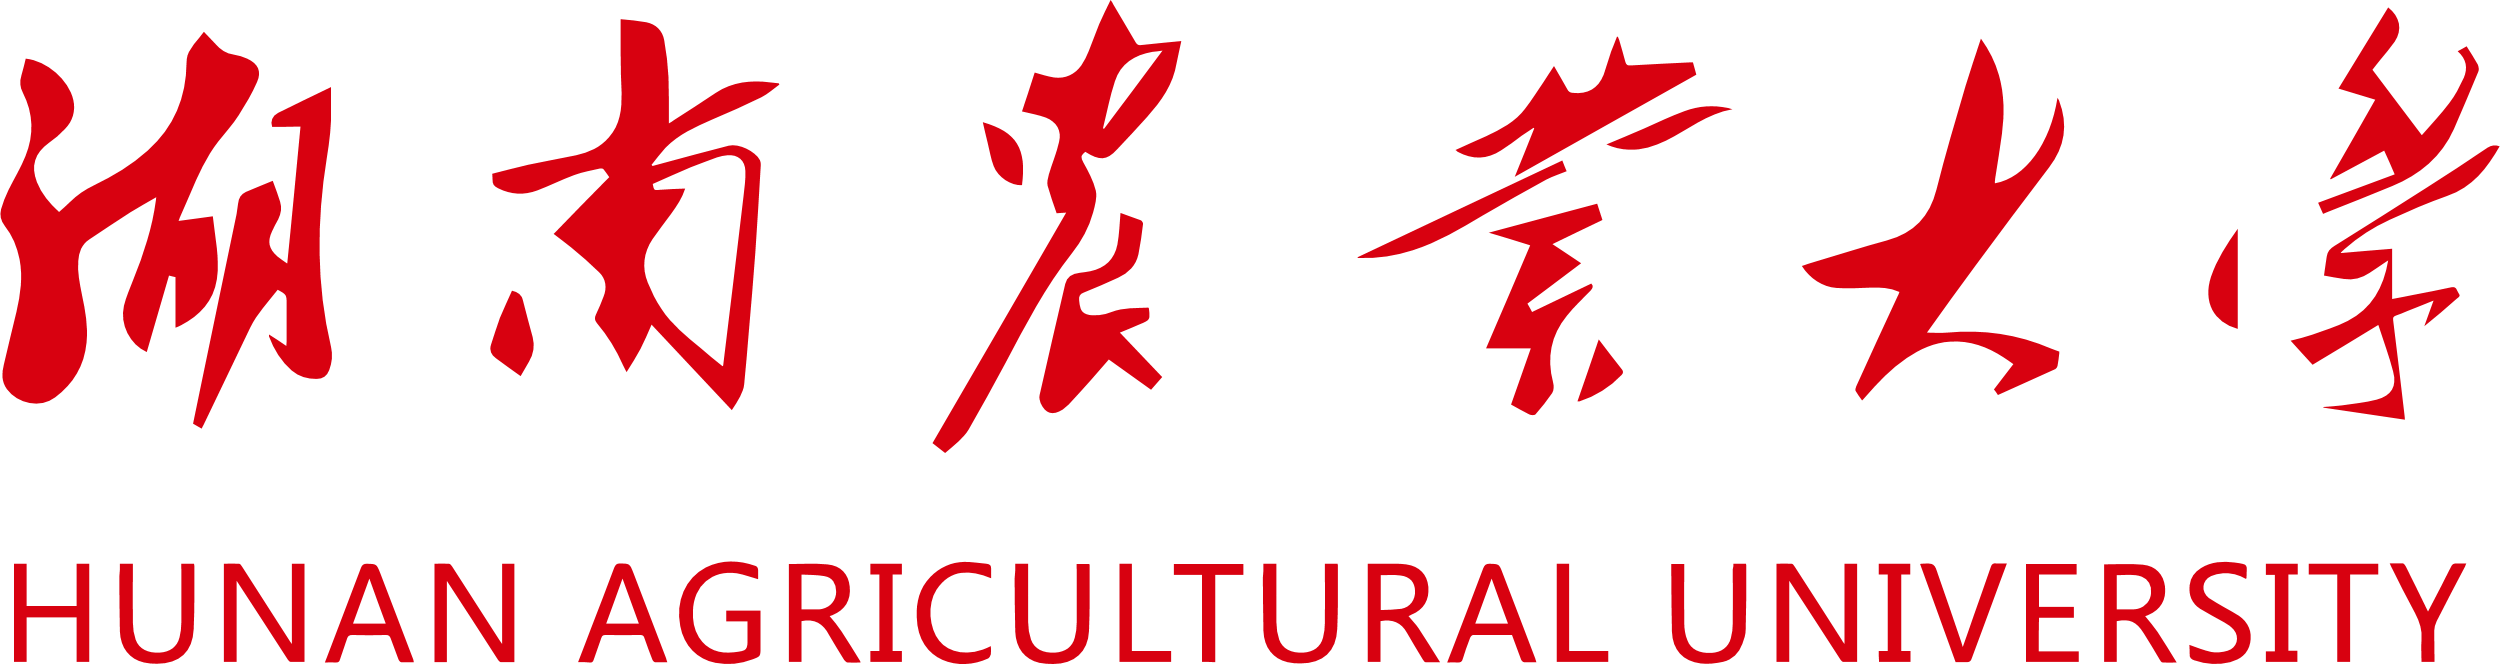 湖南农业大学
HUNAN AGRICULTURAL UNIVERSITY